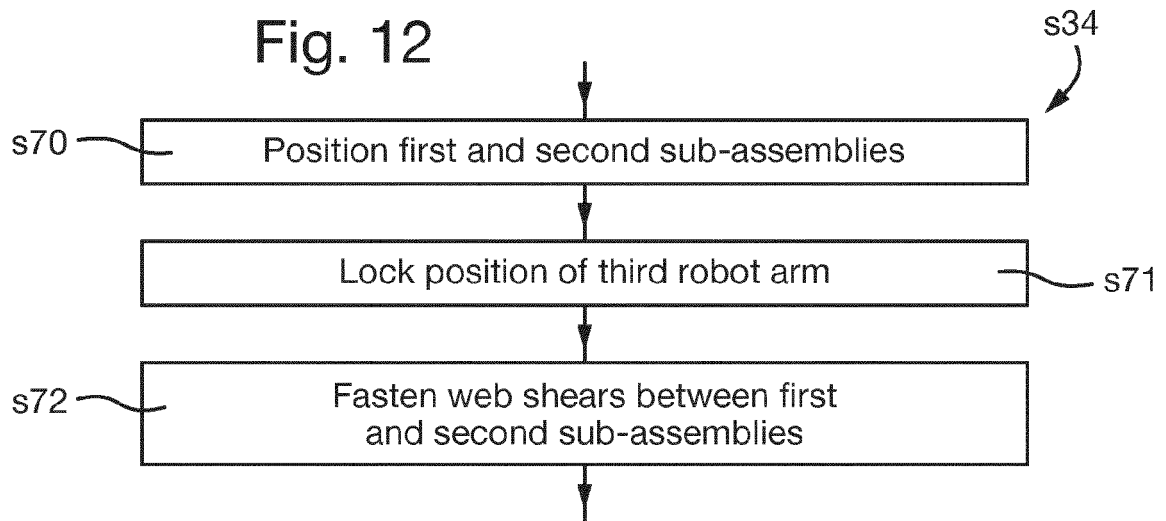 Fig. 12
s34
s70
Position first and second sub-assemblies
Lock position of third robot arm
s71
s72
Fasten web shears between first
and second sub-assemblies